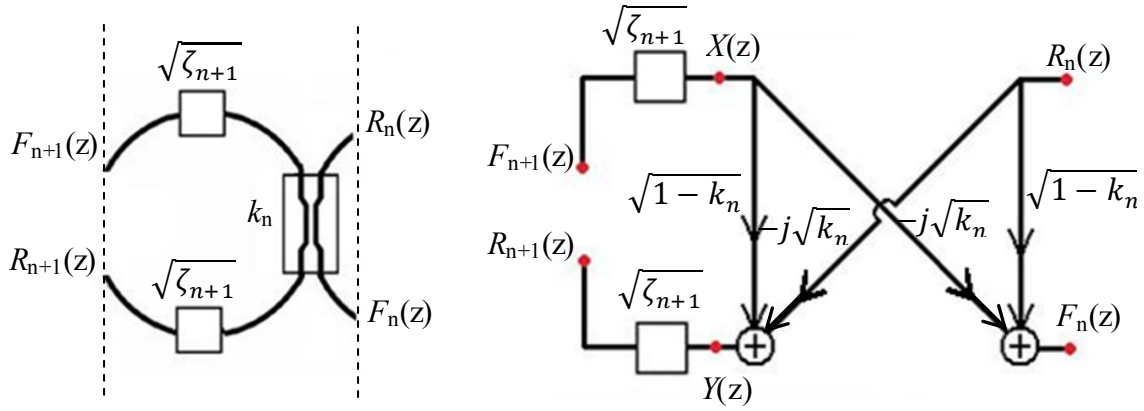 √ζₙ₊₁
Fₙ₊₁(z)
Rₙ(z)
kₙ
Rₙ₊₁(z)
√ζₙ₊₁
Fₙ(z)
√ζₙ₊₁
X(z)
Rₙ(z)
Fₙ₊₁(z)
√1 − kₙ
−j√kₙ
−j√kₙ
√1 − kₙ
Rₙ₊₁(z)
√ζₙ₊₁
+
+
Fₙ(z)
Y(z)